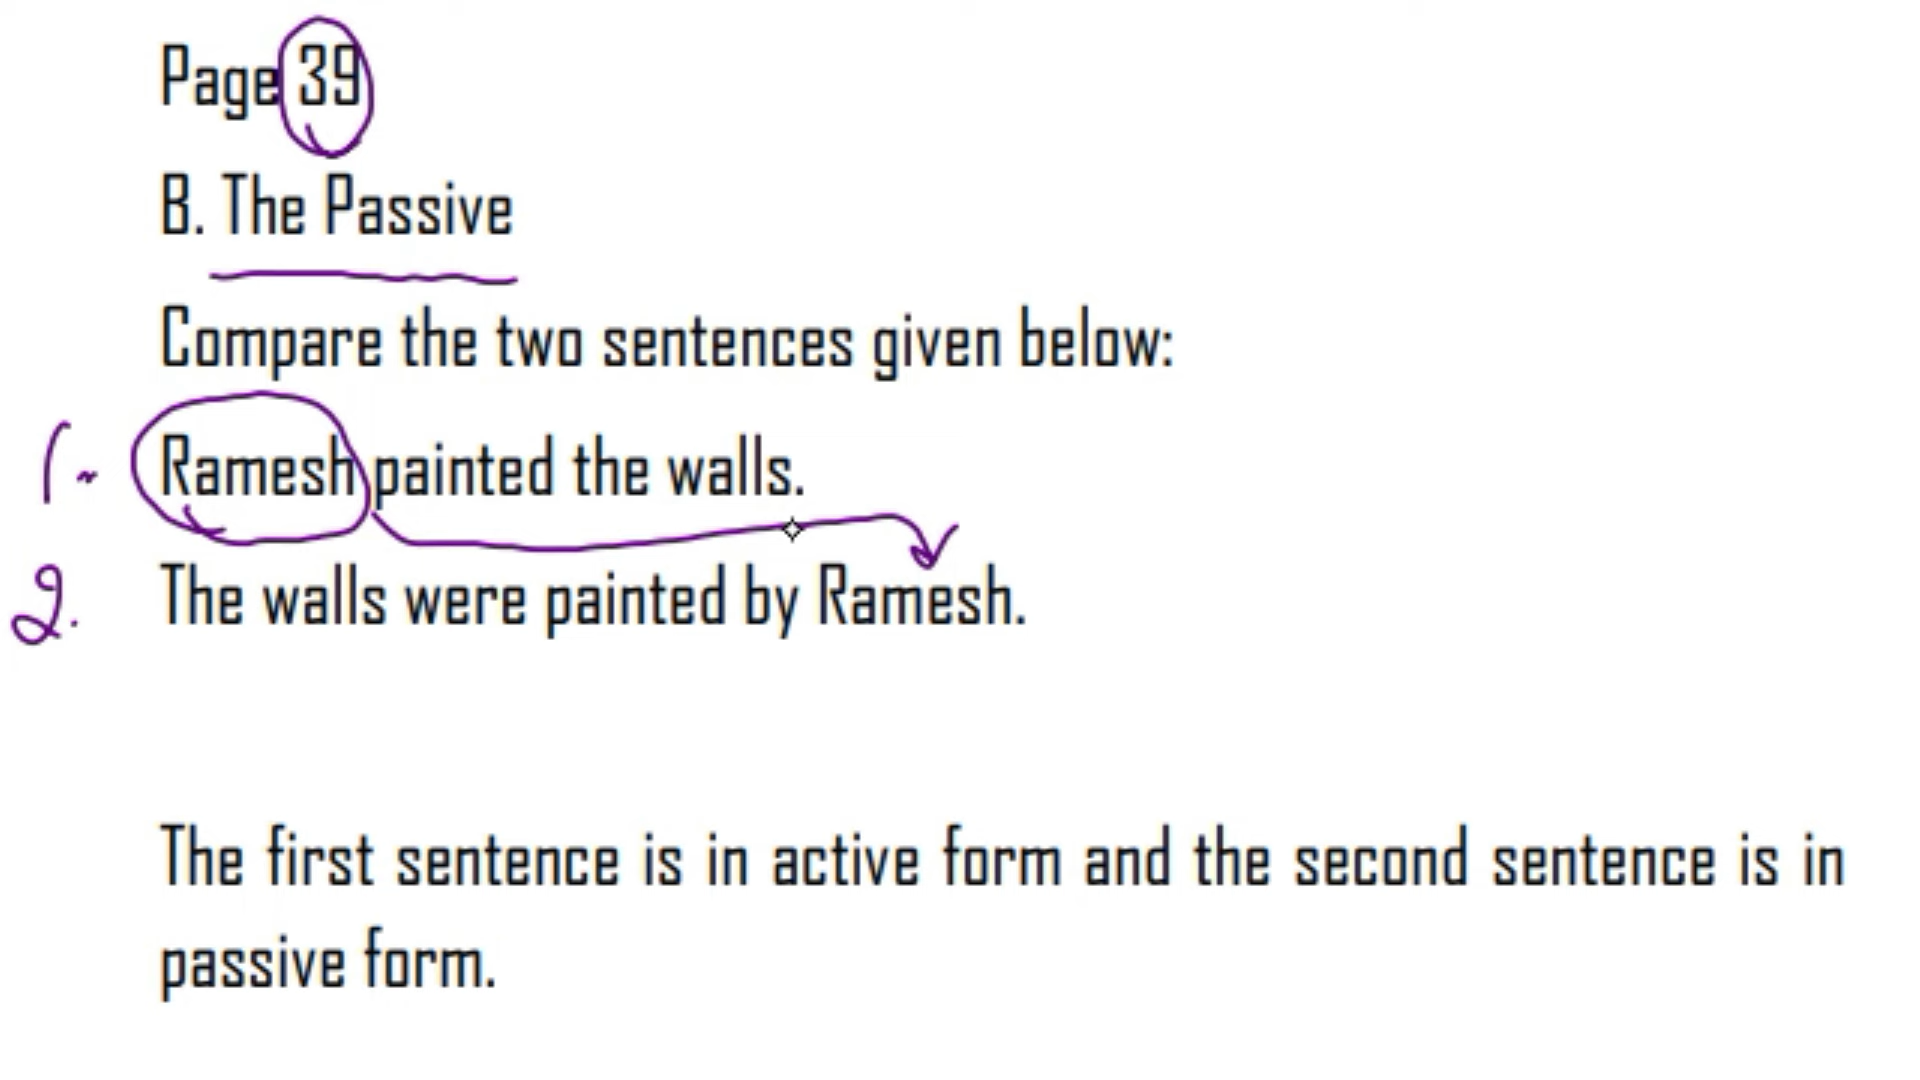 Page 39
B. The Passive
Compare the two sentences given below:
1. Ramesh painted the walls.
2. The walls were painted by Ramesh.
The first sentence is in active form and the second sentence is in
passive form.